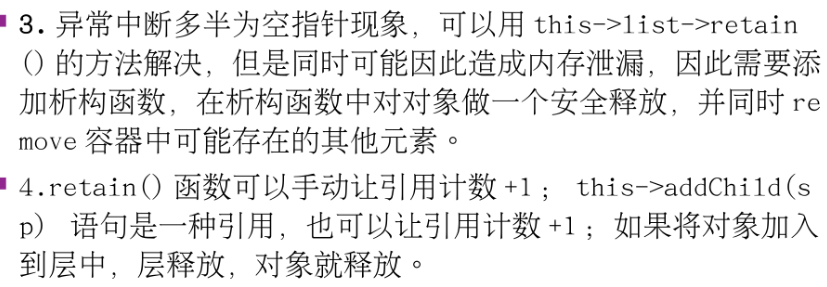 3. 异常中断多半为空指针现象，可以用 this->list->retain
() 的方法解决，但是同时可能因此造成内存泄漏，因此需要添
加析构函数，在析构函数中对对象做一个安全释放，并同时 re
move 容器中可能存在的其他元素。
4.retain() 函数可以手动让引用计数 +1 ； this->addChild(s
p) 语句是一种引用，也可以让引用计数 +1 ；如果将对象加入
到层中，层释放，对象就释放。